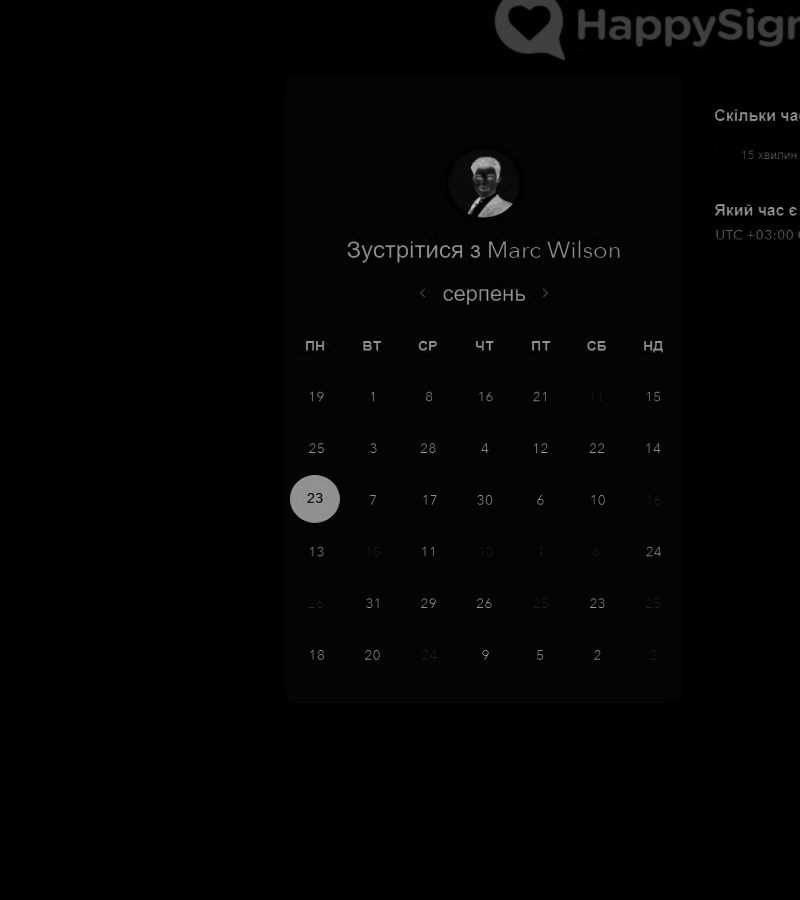 HappySign
Зустрітися з Marc Wilson
серпень
ПН ВТ СР ЧТ ПТ СБ НД
19 1 8 16 21 11 15
25 3 28 4 12 22 14
23 7 17 30 6 10 16
13 15 11 10 1 6 24
26 31 29 26 25 23 25
18 20 24 9 5 2 2
Скільки ча
15 хвилин
Який час є
UTC +03:00